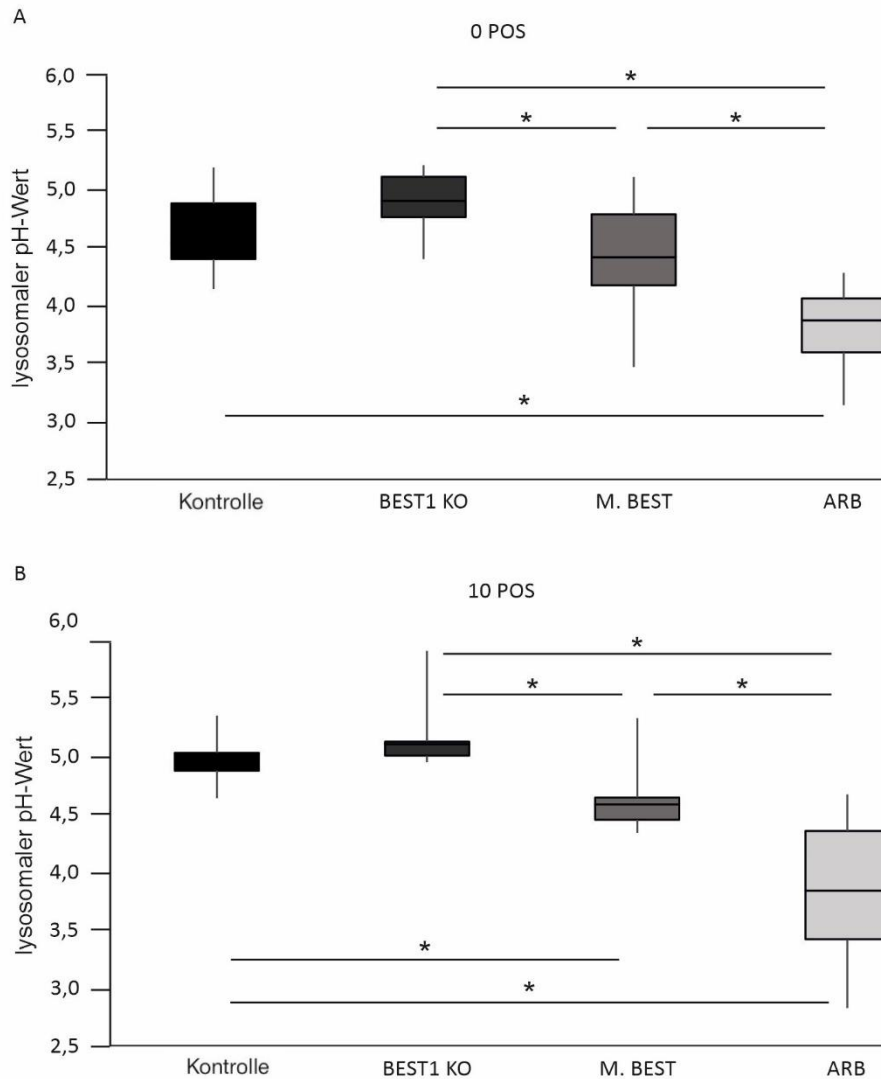 A
0 POS
6,0
5,5
5,0
4,5
4,0
3,5
3,0
2,5
lysosomaler pH-Wert
*
* *
*
Kontrolle BEST1 KO M. BEST ARB
B
10 POS
6,0
5,5
5,0
4,5
4,0
3,5
3,0
2,5
lysosomaler pH-Wert
*
* *
*
*
Kontrolle BEST1 KO M. BEST ARB